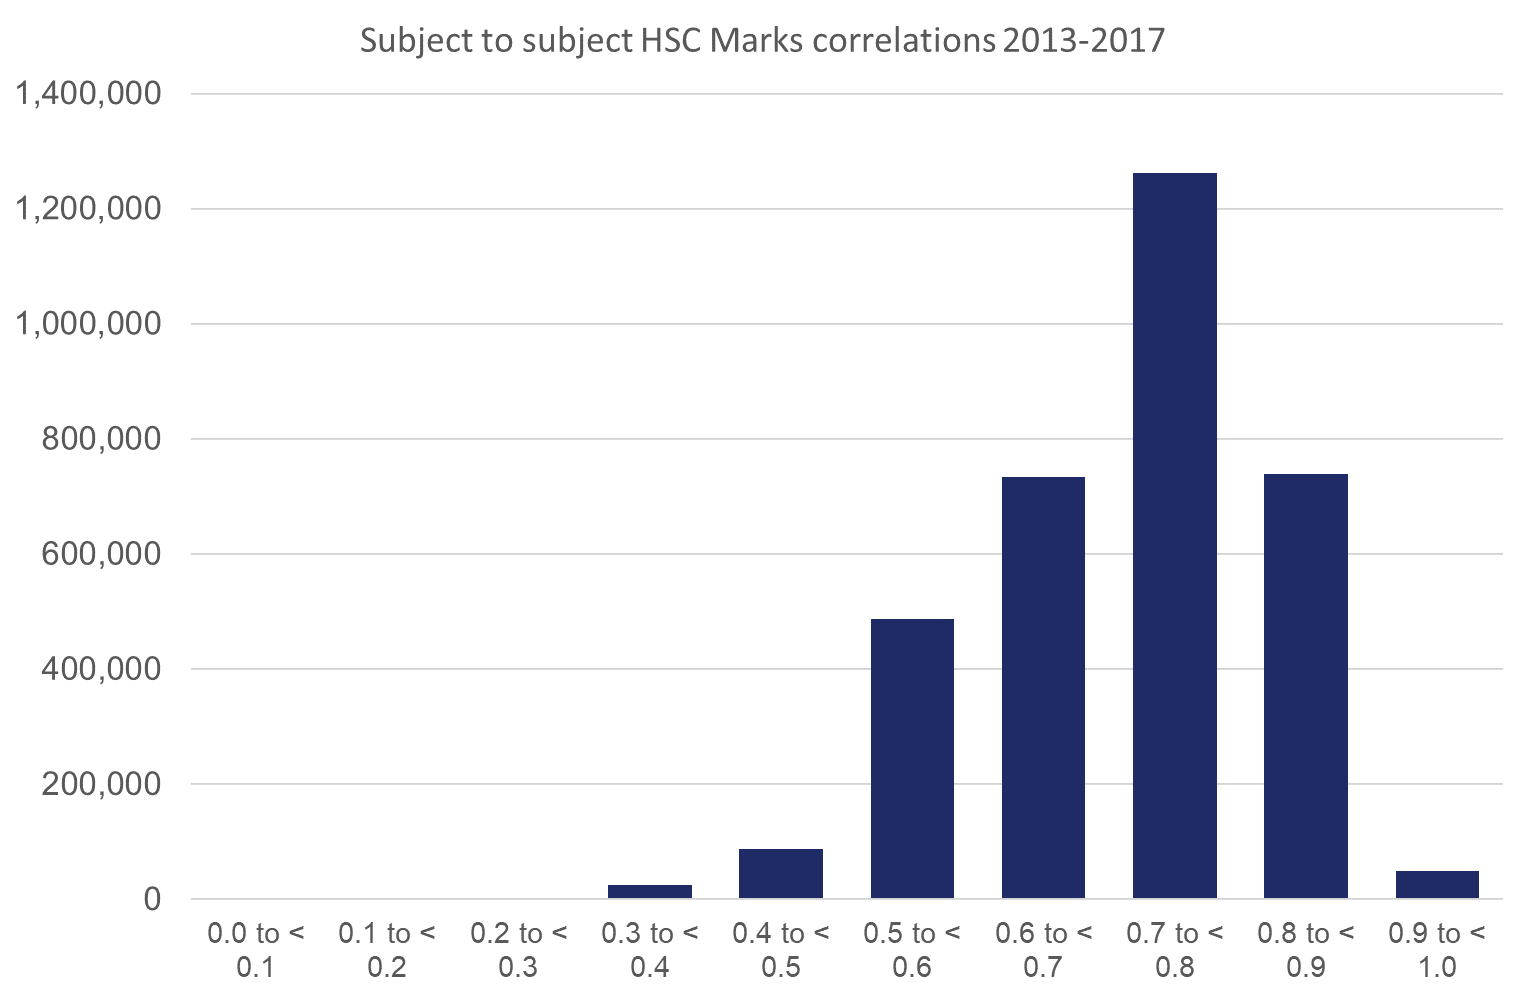 Subject to subject HSC Marks correlations 2013-2017
1,400,000
1,200,000
1,000,000
800,000
600,000
400,000
200,000
0
0.0 to <
0.1
0.1 to <
0.2
0.2 to <
0.3
0.3 to <
0.4
0.4 to <
0.5
0.5 to <
0.6
0.6 to <
0.7
0.7 to <
0.8
0.8 to <
0.9
0.9 to <
1.0